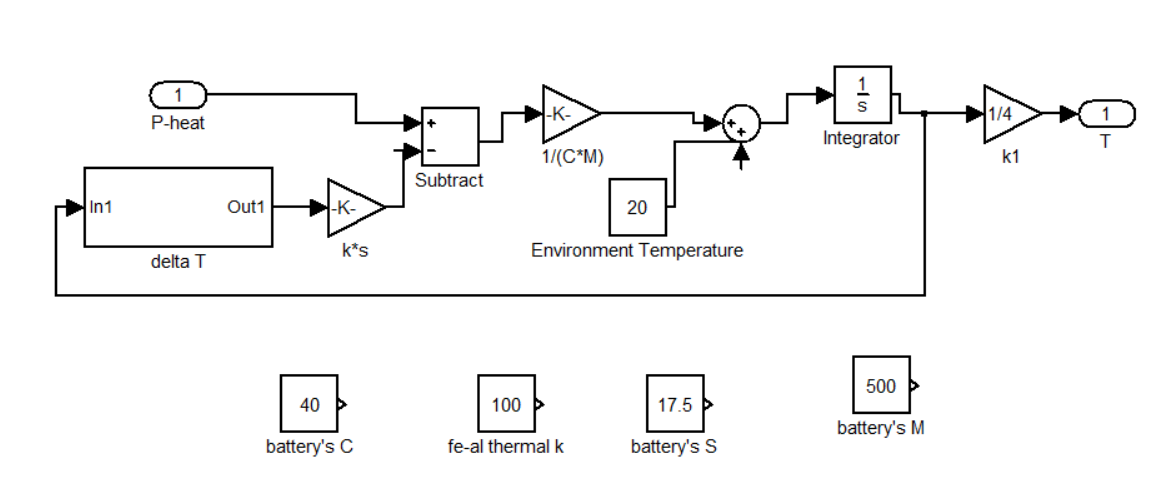 1
P-heat
+
−
Subtract
-K-
1/(C*M)
+
+
1
s
Integrator
1/4
k1
1
T
In1
Out1
delta T
-K-
k*s
20
Environment Temperature
40
battery's C
100
fe-al thermal k
17.5
battery's S
500
battery's M